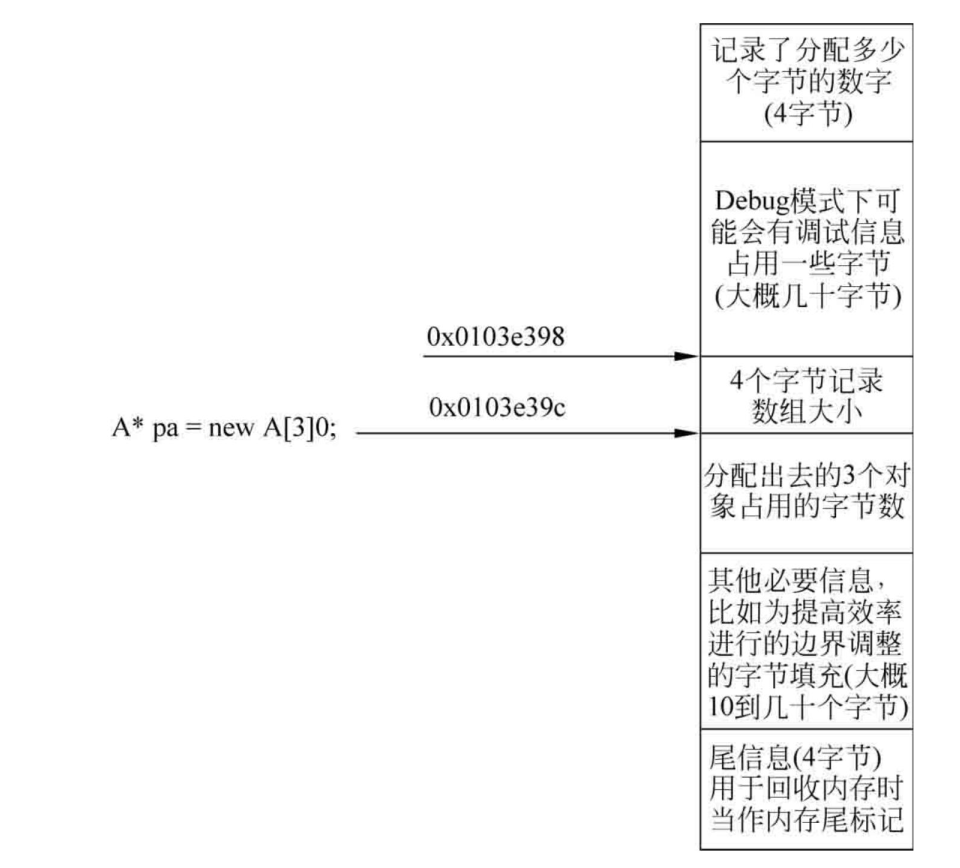 记录了分配多少
个字节的数字
(4字节)
Debug模式下可
能会有调试信息
占用一些字节
(大概几十字节)
0x0103e398
4个字节记录
数组大小
0x0103e39c
A* pa = new A[3]0;
分配出去的3个对
象占用的字节数
其他必要信息，
比如为提高效率
进行的边界调整
的字节填充(大概
10到几十个字节)
尾信息(4字节)
用于回收内存时
当作内存尾标记